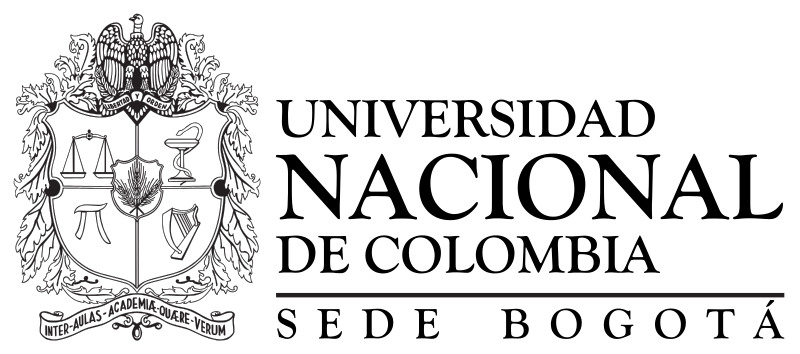 LIBERTAD Y ORDEN
INTER-AULAS-ACADEMIÆ-QUÆRE-VERUM
UNIVERSIDAD
NACIONAL
DE COLOMBIA
SEDE BOGOTÁ